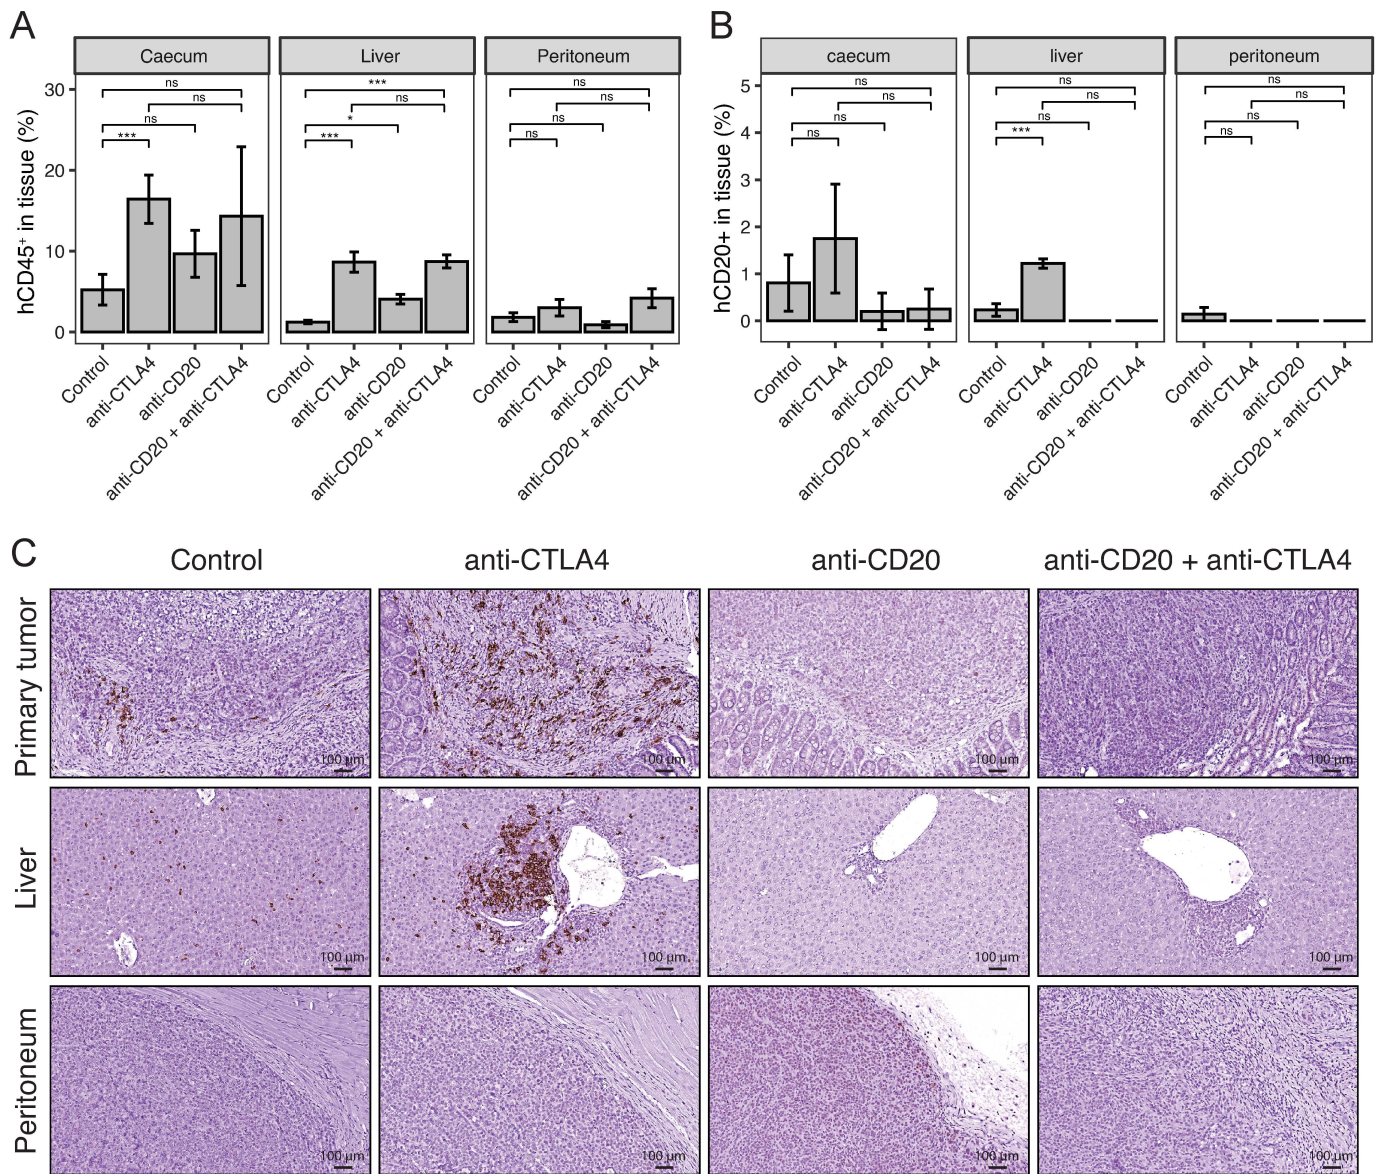 A
Caecum
Liver
Peritoneum
hCD45⁺ in tissue (%)
30
20
10
0
ns
ns
ns
***
***
ns
*
***
ns
ns
ns
ns
Control
anti-CTLA4
anti-CD20
anti-CD20 + anti-CTLA4
Control
anti-CTLA4
anti-CD20
anti-CD20 + anti-CTLA4
Control
anti-CTLA4
anti-CD20
anti-CD20 + anti-CTLA4
B
caecum
liver
peritoneum
hCD20+ in tissue (%)
5
4
3
2
1
0
ns
ns
ns
ns
ns
ns
ns
***
ns
ns
ns
ns
Control
anti-CTLA4
anti-CD20
anti-CD20 + anti-CTLA4
Control
anti-CTLA4
anti-CD20
anti-CD20 + anti-CTLA4
Control
anti-CTLA4
anti-CD20
anti-CD20 + anti-CTLA4
C
Control
anti-CTLA4
anti-CD20
anti-CD20 + anti-CTLA4
Primary tumor
100 µm
100 µm
100 µm
100 µm
Liver
100 µm
100 µm
100 µm
100 µm
Peritoneum
100 µm
100 µm
100 µm
100 µm